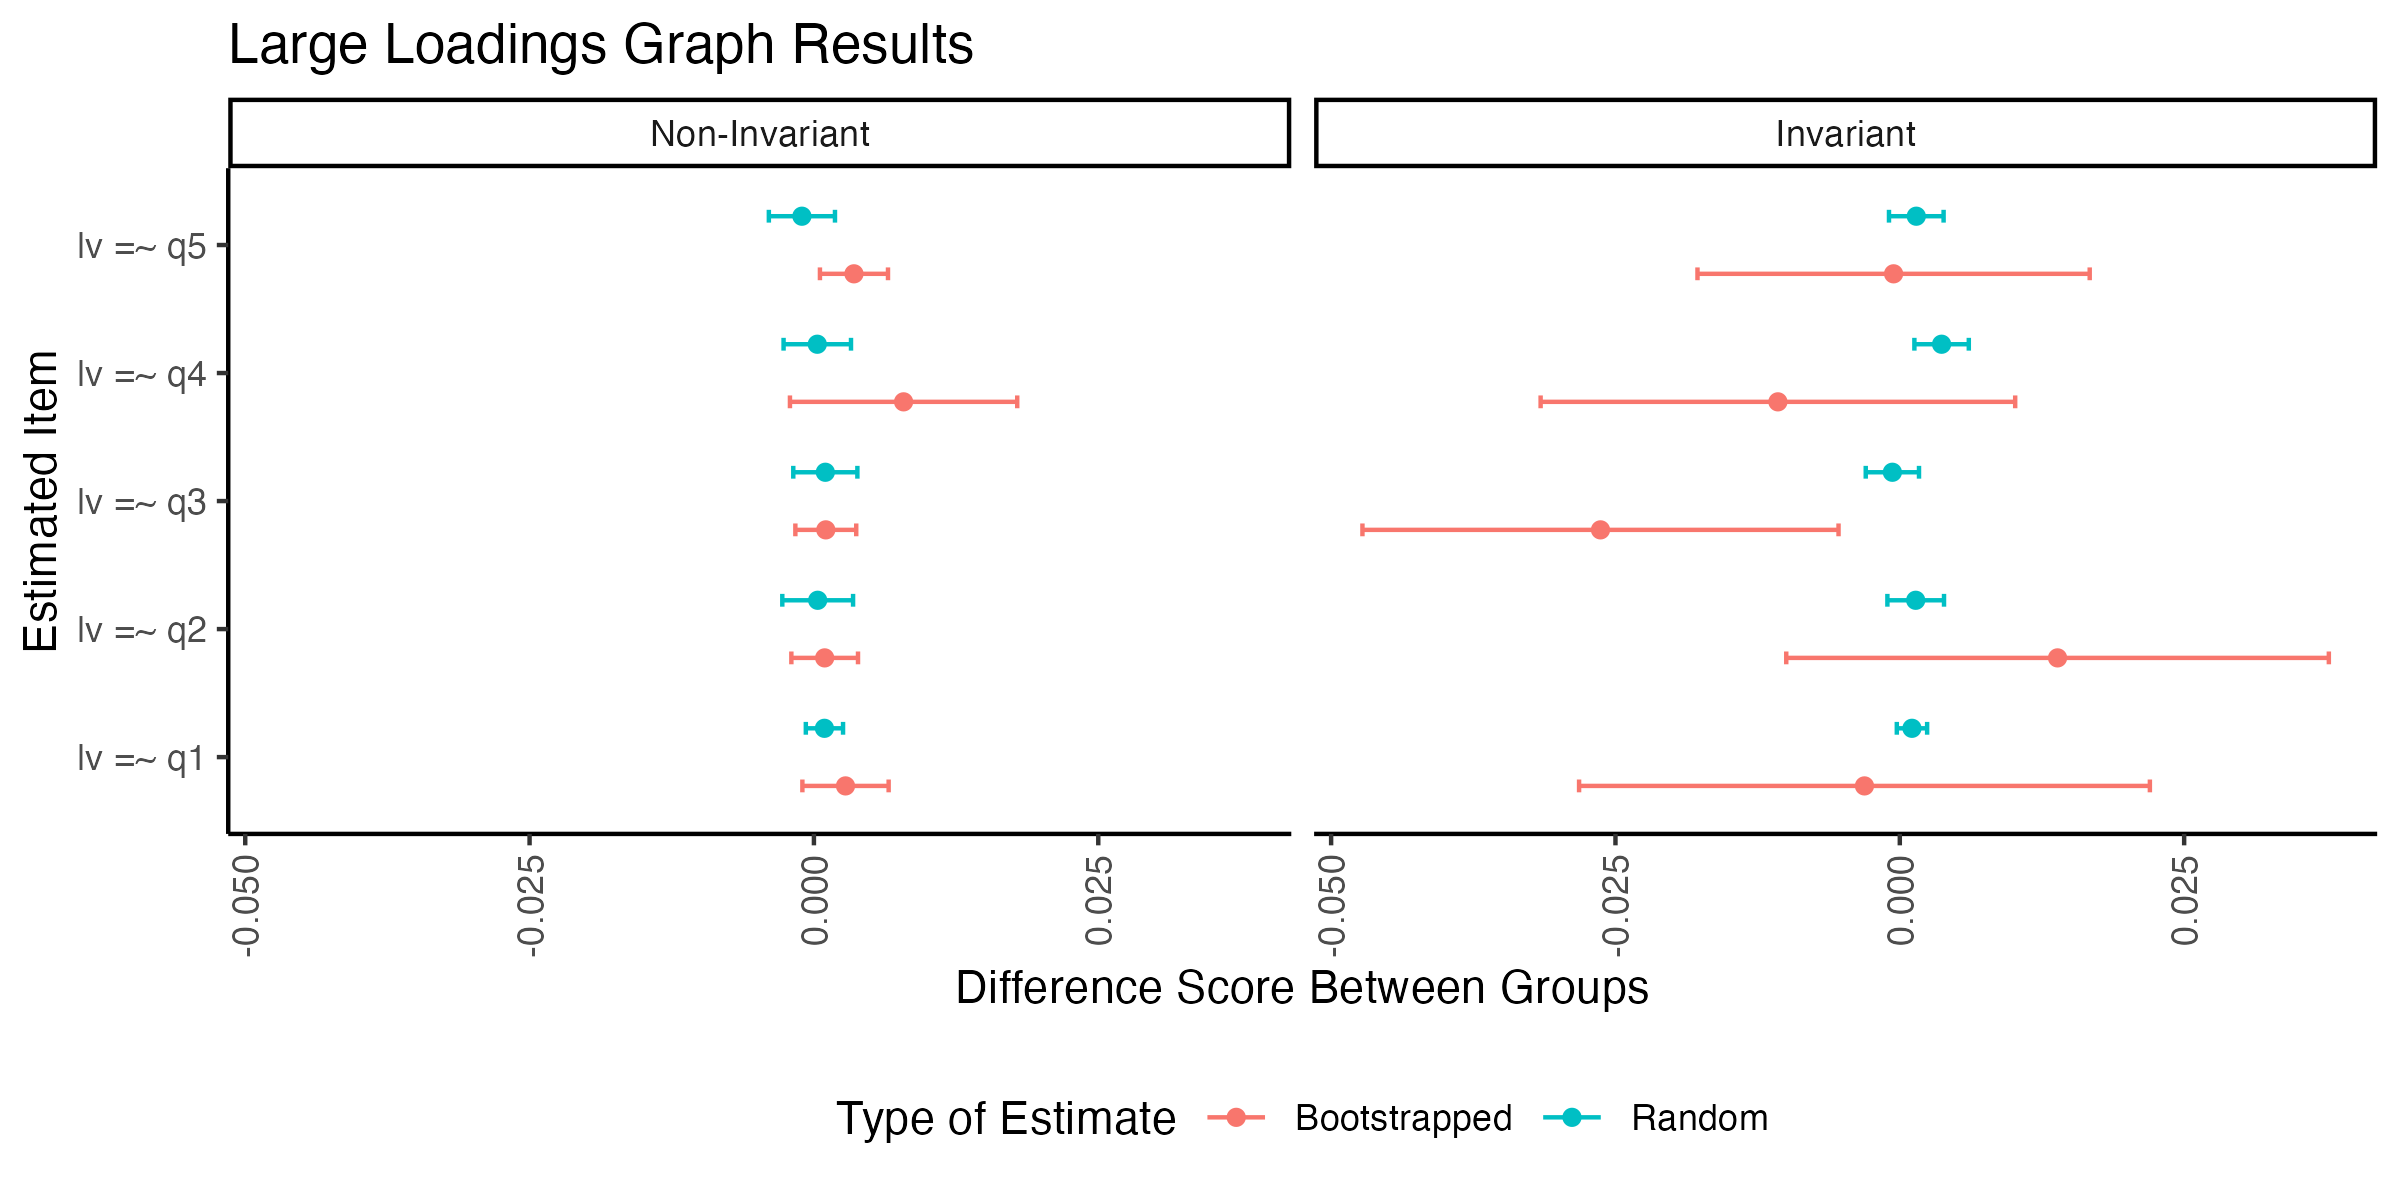 Large Loadings Graph Results
Non-Invariant
Invariant
Estimated Item
lv =~ q5
lv =~ q4
lv =~ q3
lv =~ q2
lv =~ q1
-0.050
-0.025
0.000
0.025
-0.050
-0.025
0.000
0.025
Difference Score Between Groups
Type of Estimate Bootstrapped Random